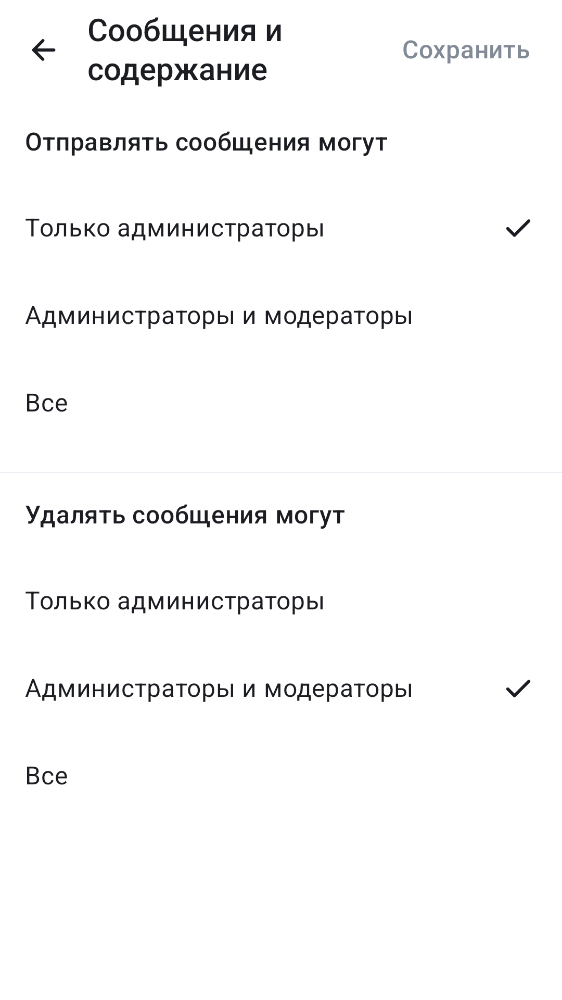 Сообщения и
содержание
Сохранить
Отправлять сообщения могут
Только администраторы
Администраторы и модераторы
Все
Удалять сообщения могут
Только администраторы
Администраторы и модераторы
Все